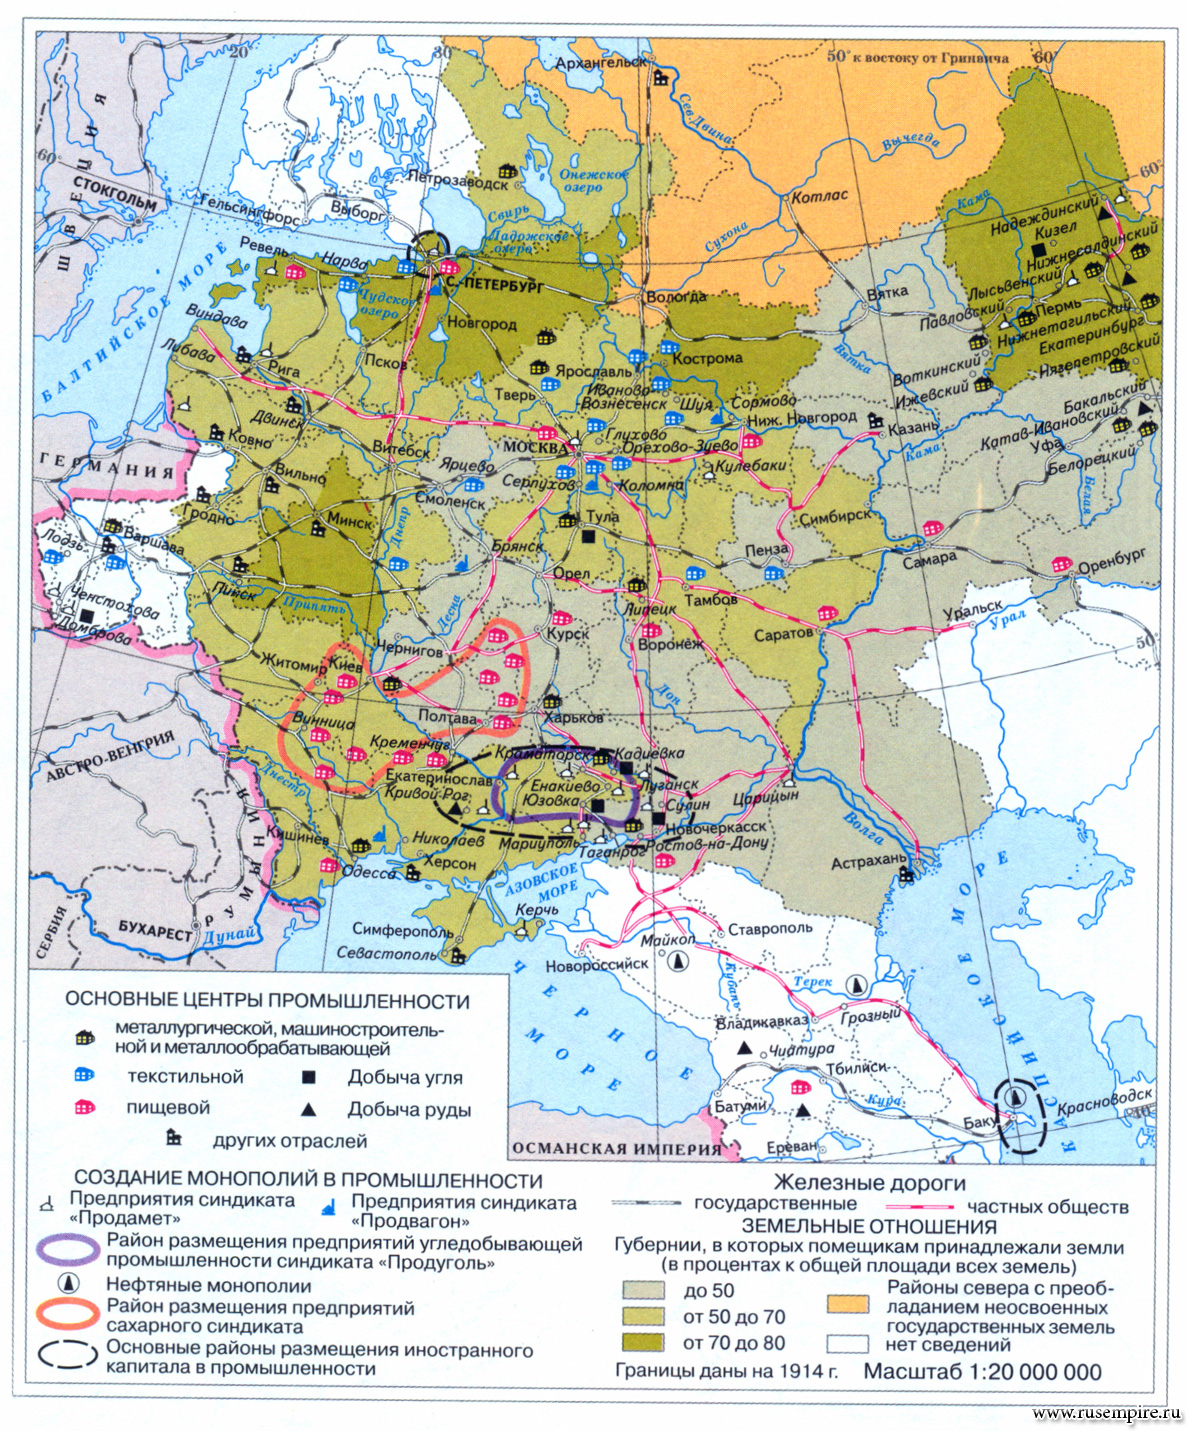 20°
30°
50° к востоку от Гринвича
60°
60°
60°
50°
40°
ШВЕЦИЯ
СТОКГОЛЬМ
БАЛТИЙСКОЕ МОРЕ
Гельсингфорс
Выборг
Ревель
Нарва
Чудское
озеро
С.-ПЕТЕРБУРГ
Новгород
Псков
Петрозаводск
Онежское
озеро
Свирь
Ладожское
озеро
Архангельск
Сев. Двина
Вычегда
Котлас
Сухона
Вологда
Вятка
Вятка
Кама
Надеждинский
Кизел
Нижнесалдинский
Лысьвенский
Павловский
Пермь
Нижнетагильский
Екатеринбург
Нязепетровский
Воткинский
Ижевский
Бакальский
Катав-Ивановский
Уфа
Белорецкий
Белая
Кама
Виндава
Либава
Рига
Двинск
Ковно
Вильно
Витебск
Гродно
Минск
Пинск
Припять
ГЕРМАНИЯ
Лодзь
Варшава
Ченстохова
Домброва
Ярославль
Кострома
Тверь
Иваново-
Вознесенск
Шуя
Сормово
Ниж. Новгород
Казань
МОСКВА
Глухово
Орехово-Зуево
Кулебаки
Серпухов
Коломна
Ярцево
Смоленск
Днепр
Тула
Брянск
Орел
Десна
Липецк
Тамбов
Пенза
Симбирск
Самара
Оренбург
Уральск
Урал
Саратов
Воронеж
Дон
Курск
Чернигов
Житомир
Киев
Винница
Полтава
Харьков
Кременчуг
Краматорск
Кадиевка
Екатеринослав
Кривой Рог
Енакиево
Юзовка
Луганск
Сулин
Царицын
Новочеркасск
Ростов-на-Дону
Мариуполь
Таганрог
Волга
Астрахань
АВСТРО-ВЕНГРИЯ
Днестр
Кишинев
Николаев
Одесса
Херсон
РУМЫНИЯ
БУХАРЕСТ
Дунай
СЕРБИЯ
АЗОВСКОЕ
МОРЕ
Керчь
Симферополь
Севастополь
ЧЕРНОЕ
МОРЕ
Новороссийск
Майкоп
Ставрополь
Кубань
Терек
Владикавказ
Грозный
Чиатура
Тбилиси
Батуми
Кура
Ереван
Баку
Красноводск
КАСПИЙСКОЕ МОРЕ
ОСМАНСКАЯ ИМПЕРИЯ
ОСНОВНЫЕ ЦЕНТРЫ ПРОМЫШЛЕННОСТИ
металлургической, машиностроитель-
ной и металлообрабатывающей
текстильной
Добыча угля
пищевой
Добыча руды
других отраслей
СОЗДАНИЕ МОНОПОЛИЙ В ПРОМЫШЛЕННОСТИ
Предприятия синдиката
«Продамет»
Предприятия синдиката
«Продвагон»
Район размещения предприятий угледобывающей
промышленности синдиката «Продуголь»
Нефтяные монополии
Район размещения предприятий
сахарного синдиката
Основные районы размещения иностранного
капитала в промышленности
Железные дороги
государственные
частных обществ
ЗЕМЕЛЬНЫЕ ОТНОШЕНИЯ
Губернии, в которых помещикам принадлежали земли
(в процентах к общей площади всех земель)
до 50
от 50 до 70
от 70 до 80
Районы севера с преоб-
ладанием неосвоенных
государственных земель
нет сведений
Границы даны на 1914 г.
Масштаб 1:20 000 000
www.rusempire.ru